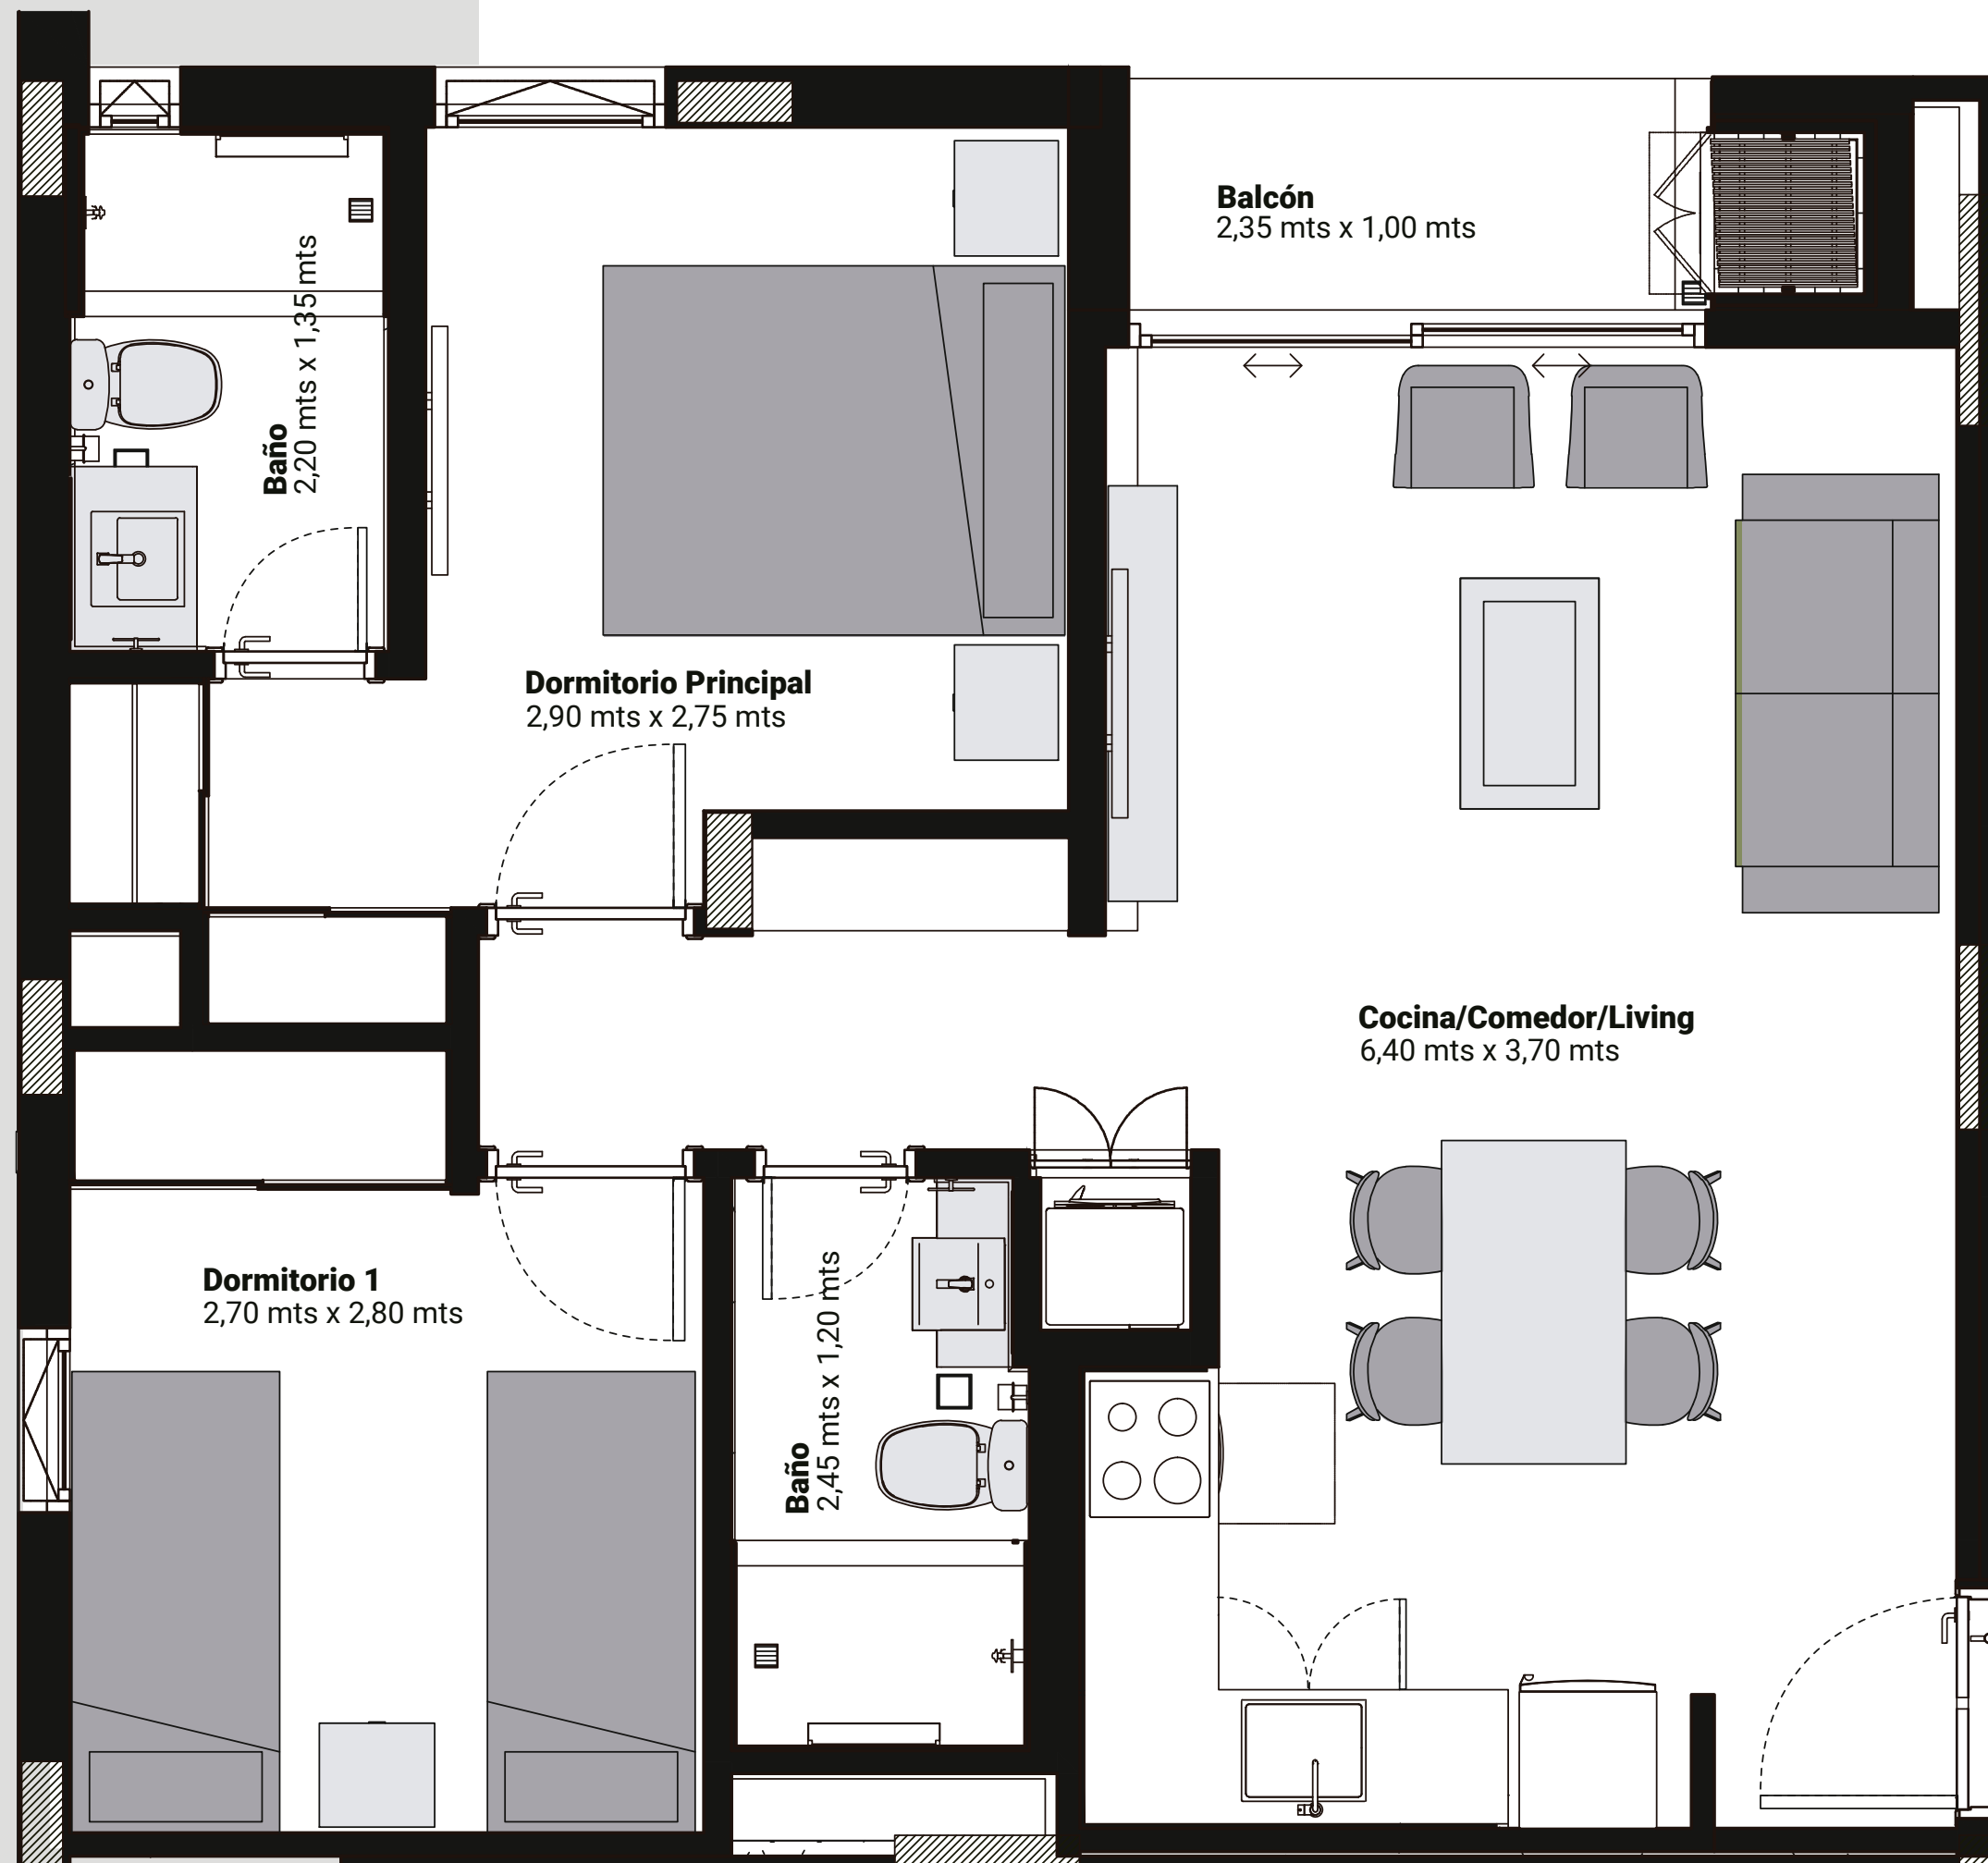 Balcón
2,35 mts x 1,00 mts
Baño
2,20 mts x 1,35 mts
Dormitorio Principal
2,90 mts x 2,75 mts
Cocina/Comedor/Living
6,40 mts x 3,70 mts
Dormitorio 1
2,70 mts x 2,80 mts
Baño
2,45 mts x 1,20 mts